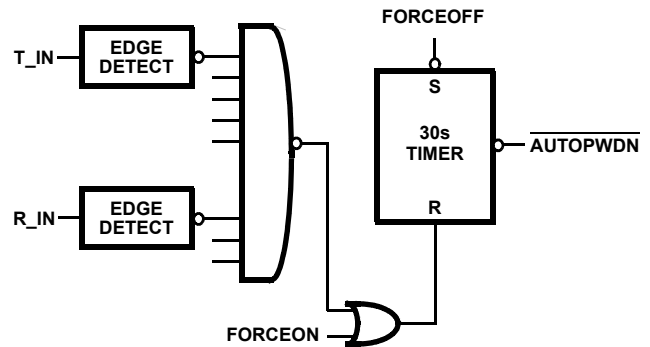 FORCEOFF
T_IN
EDGE
DETECT
S
30s
TIMER
AUTOPWDN
R
R_IN
EDGE
DETECT
FORCEON